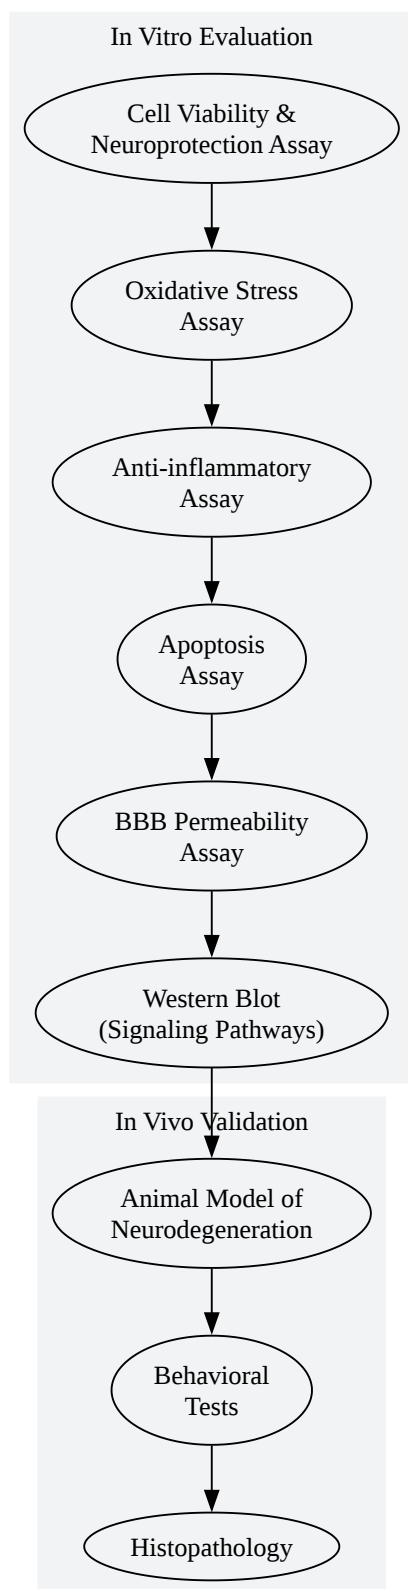 In Vitro Evaluation
Cell Viability &
Neuroprotection Assay
Oxidative Stress
Assay
Anti-inflammatory
Assay
Apoptosis
Assay
BBB Permeability
Assay
Western Blot
(Signaling Pathways)
In Vivo Validation
Animal Model of
Neurodegeneration
Behavioral
Tests
Histopathology